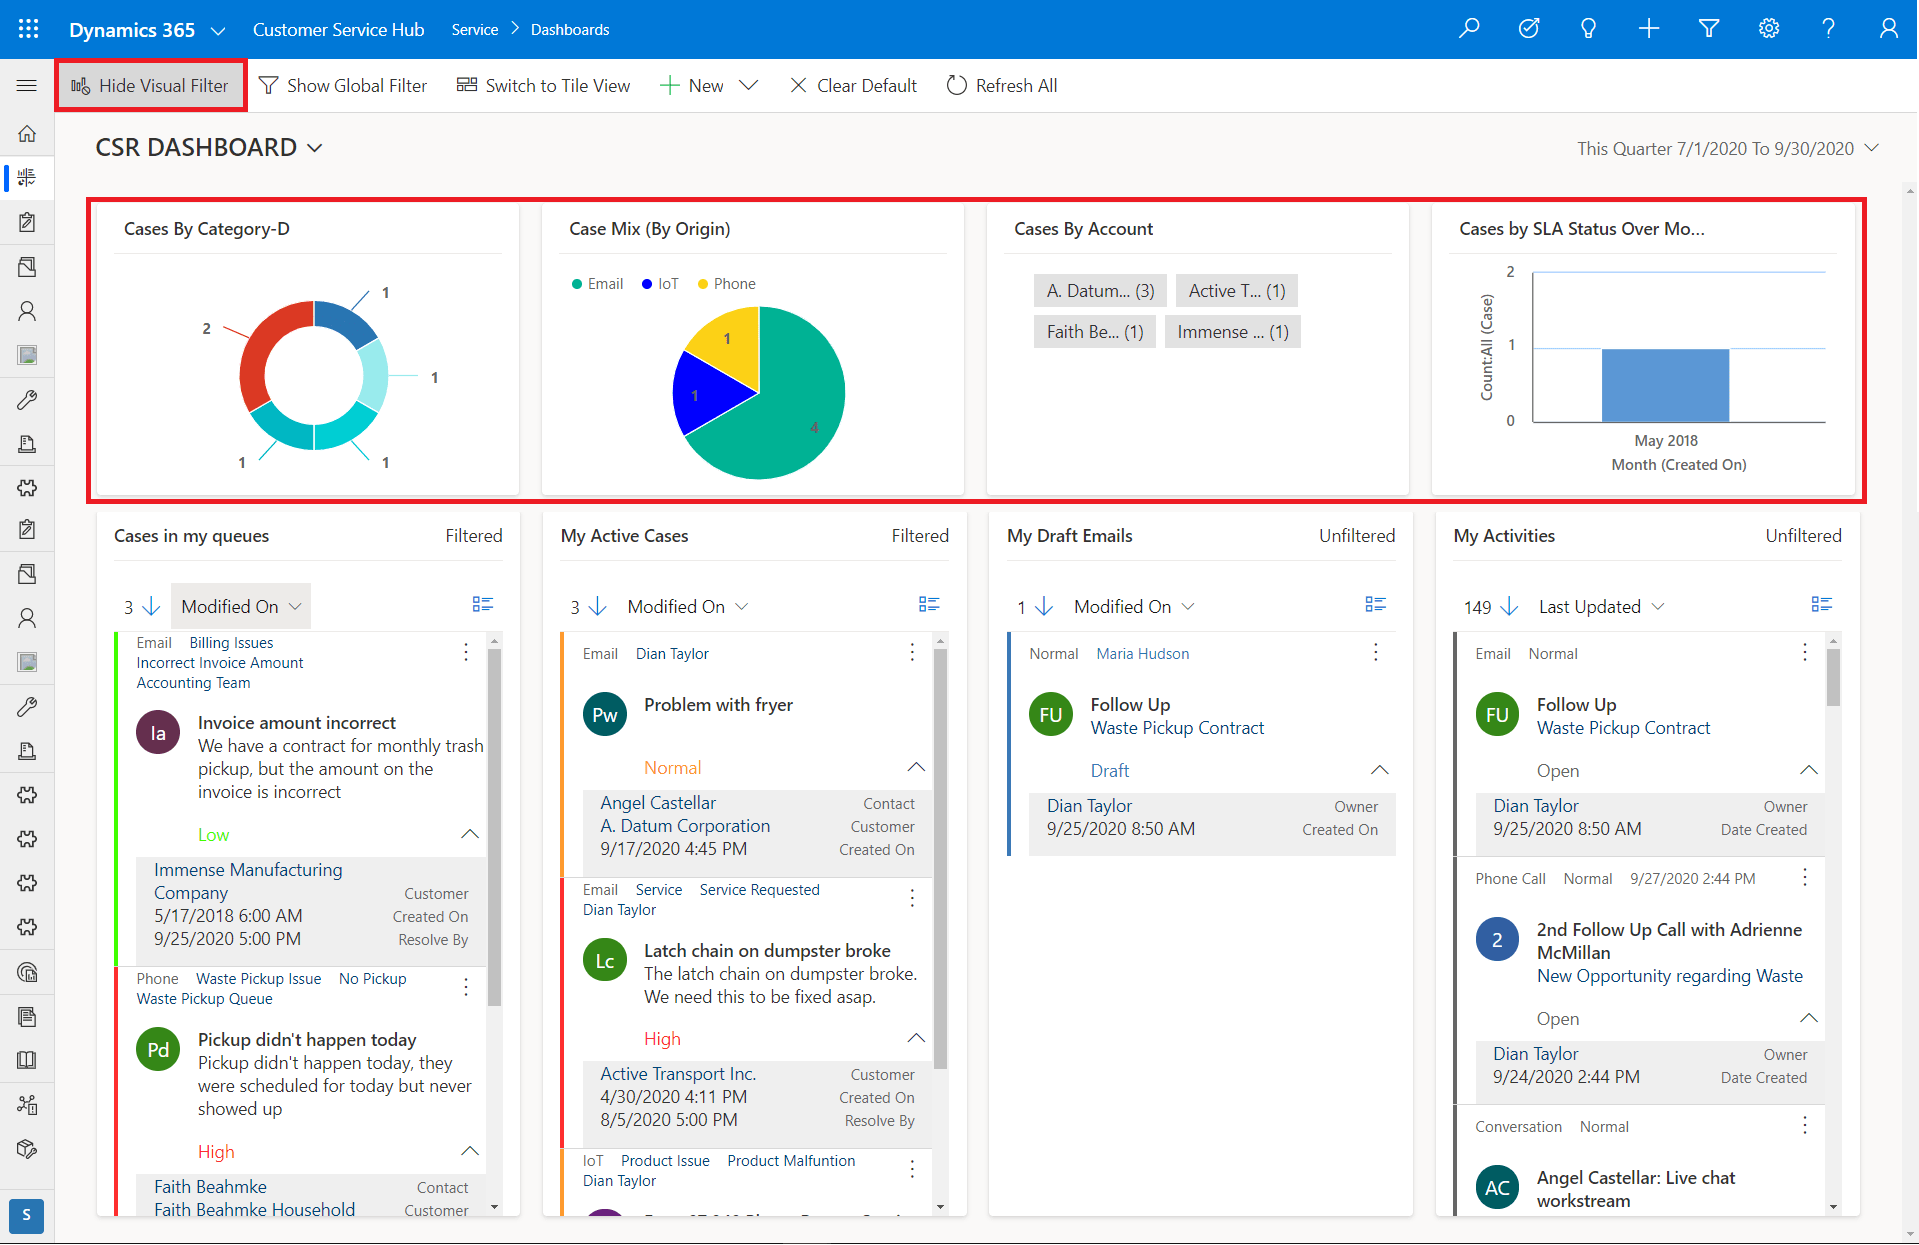 Dynamics 365 Customer Service Hub Service Dashboards
Hide Visual Filter Show Global Filter Switch to Tile View New Clear Default Refresh All
CSR DASHBOARD
This Quarter 7/1/2020 To 9/30/2020
Cases By Category-D
1
2
1
1
1
Case Mix (By Origin)
Email IoT Phone
1
1
4
Cases By Account
A. Datum... (3) Active T... (1)
Faith Be... (1) Immense ... (1)
Cases by SLA Status Over Mo...
2
1
0
Count:All (Case)
May 2018
Month (Created On)
Cases in my queues Filtered
3 Modified On
Email Billing Issues
Incorrect Invoice Amount
Accounting Team
Ia
Invoice amount incorrect
We have a contract for monthly trash
pickup, but the amount on the
invoice is incorrect
Low
Immense Manufacturing
Company Customer
5/17/2018 6:00 AM Created On
9/25/2020 5:00 PM Resolve By
Phone Waste Pickup Issue No Pickup
Waste Pickup Queue
Pd
Pickup didn't happen today
Pickup didn't happen today, they
were scheduled for today but never
showed up
High
Faith Beahmke Contact
Faith Beahmke Household Customer
My Active Cases Filtered
3 Modified On
Email Dian Taylor
Pw
Problem with fryer
Normal
Angel Castellar Contact
A. Datum Corporation Customer
9/17/2020 4:45 PM Created On
Email Service Service Requested
Dian Taylor
Lc
Latch chain on dumpster broke
The latch chain on dumpster broke.
We need this to be fixed asap.
High
Active Transport Inc. Customer
4/30/2020 4:11 PM Created On
8/5/2020 5:00 PM Resolve By
IoT Product Issue Product Malfuntion
Dian Taylor
My Draft Emails Unfiltered
1 Modified On
Normal Maria Hudson
FU
Follow Up
Waste Pickup Contract
Draft
Dian Taylor Owner
9/25/2020 8:50 AM Created On
My Activities Unfiltered
149 Last Updated
Email Normal
FU
Follow Up
Waste Pickup Contract
Open
Dian Taylor Owner
9/25/2020 8:50 AM Date Created
Phone Call Normal 9/27/2020 2:44 PM
2
2nd Follow Up Call with Adrienne
McMillan
New Opportunity regarding Waste
Open
Dian Taylor Owner
9/24/2020 2:44 PM Date Created
Conversation Normal
AC
Angel Castellar: Live chat
workstream
S